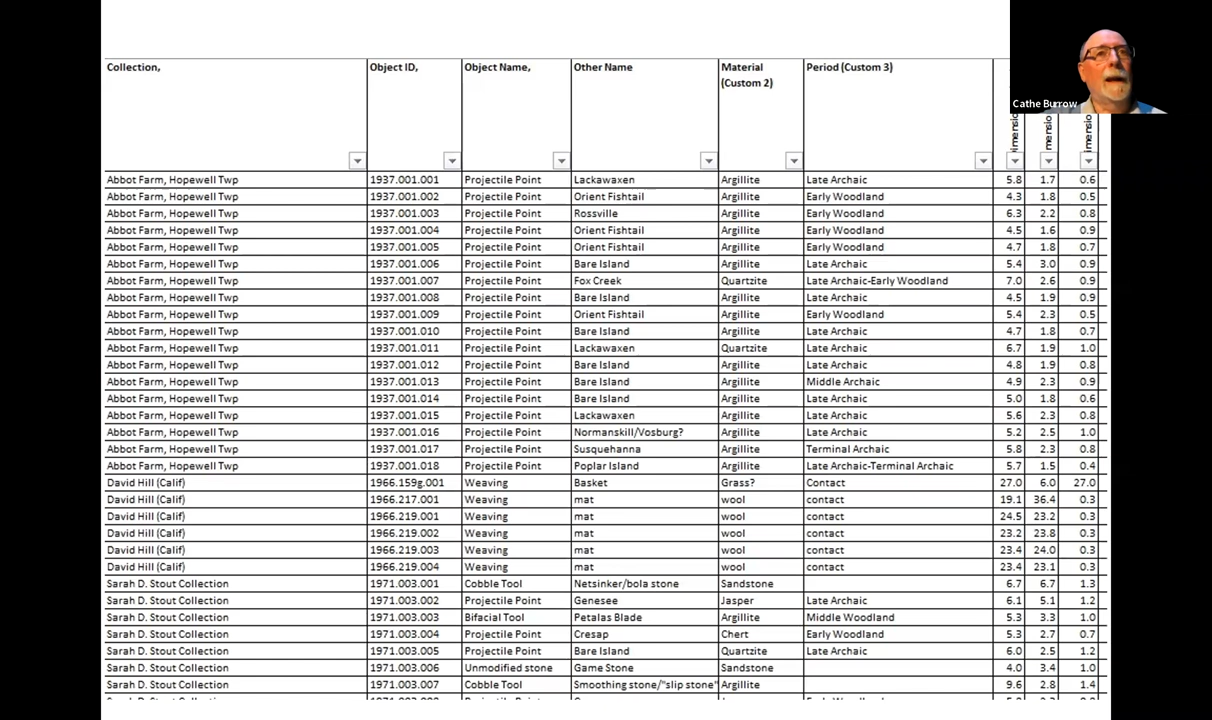 Collection, Object ID, Object Name, Other Name Material (Custom 2) Period (Custom 3)
Cathe Burrow
Abbot Farm, Hopewell Twp 1937.001.001 Projectile Point Lackawaxen Argillite Late Archaic 5.8 1.7 0.6
Abbot Farm, Hopewell Twp 1937.001.002 Projectile Point Orient Fishtail Argillite Early Woodland 4.3 1.8 0.5
Abbot Farm, Hopewell Twp 1937.001.003 Projectile Point Rossville Argillite Early Woodland 6.3 2.2 0.8
Abbot Farm, Hopewell Twp 1937.001.004 Projectile Point Orient Fishtail Argillite Early Woodland 4.5 1.6 0.9
Abbot Farm, Hopewell Twp 1937.001.005 Projectile Point Orient Fishtail Argillite Early Woodland 4.7 1.8 0.7
Abbot Farm, Hopewell Twp 1937.001.006 Projectile Point Bare Island Argillite Late Archaic 5.4 3.0 0.9
Abbot Farm, Hopewell Twp 1937.001.007 Projectile Point Fox Creek Quartzite Late Archaic-Early Woodland 7.0 2.6 0.9
Abbot Farm, Hopewell Twp 1937.001.008 Projectile Point Bare Island Argillite Late Archaic 4.5 1.9 0.9
Abbot Farm, Hopewell Twp 1937.001.009 Projectile Point Orient Fishtail Argillite Early Woodland 5.4 2.3 0.5
Abbot Farm, Hopewell Twp 1937.001.010 Projectile Point Bare Island Argillite Late Archaic 4.7 1.8 0.7
Abbot Farm, Hopewell Twp 1937.001.011 Projectile Point Lackawaxen Quartzite Late Archaic 6.7 1.9 1.0
Abbot Farm, Hopewell Twp 1937.001.012 Projectile Point Bare Island Argillite Late Archaic 4.8 1.9 0.8
Abbot Farm, Hopewell Twp 1937.001.013 Projectile Point Bare Island Argillite Middle Archaic 4.9 2.3 0.9
Abbot Farm, Hopewell Twp 1937.001.014 Projectile Point Bare Island Argillite Late Archaic 5.0 1.8 0.6
Abbot Farm, Hopewell Twp 1937.001.015 Projectile Point Lackawaxen Argillite Late Archaic 5.6 2.3 0.8
Abbot Farm, Hopewell Twp 1937.001.016 Projectile Point Normanskill/Vosburg? Argillite Late Archaic 5.2 2.5 1.0
Abbot Farm, Hopewell Twp 1937.001.017 Projectile Point Susquehanna Argillite Terminal Archaic 5.8 2.3 0.8
Abbot Farm, Hopewell Twp 1937.001.018 Projectile Point Poplar Island Argillite Late Archaic-Terminal Archaic 5.7 1.5 0.4
David Hill (Calif) 1966.159g.001 Weaving Basket Grass? Contact 27.0 6.0 27.0
David Hill (Calif) 1966.217.001 Weaving mat wool contact 19.1 36.4 0.3
David Hill (Calif) 1966.219.001 Weaving mat wool contact 24.5 23.2 0.3
David Hill (Calif) 1966.219.002 Weaving mat wool contact 23.2 23.8 0.3
David Hill (Calif) 1966.219.003 Weaving mat wool contact 23.4 24.0 0.3
David Hill (Calif) 1966.219.004 Weaving mat wool contact 23.4 23.1 0.3
Sarah D. Stout Collection 1971.003.001 Cobble Tool Netsinker/bola stone Sandstone 6.7 6.7 1.3
Sarah D. Stout Collection 1971.003.002 Projectile Point Genesee Jasper Late Archaic 6.1 5.1 1.2
Sarah D. Stout Collection 1971.003.003 Bifacial Tool Petalas Blade Argillite Middle Woodland 5.3 3.3 1.0
Sarah D. Stout Collection 1971.003.004 Projectile Point Cresap Chert Early Woodland 5.3 2.7 0.7
Sarah D. Stout Collection 1971.003.005 Projectile Point Bare Island Quartzite Late Archaic 6.0 2.5 1.2
Sarah D. Stout Collection 1971.003.006 Unmodified stone Game Stone Sandstone 4.0 3.4 1.0
Sarah D. Stout Collection 1971.003.007 Cobble Tool Smoothing stone/"slip stone" Argillite 9.6 2.8 1.4